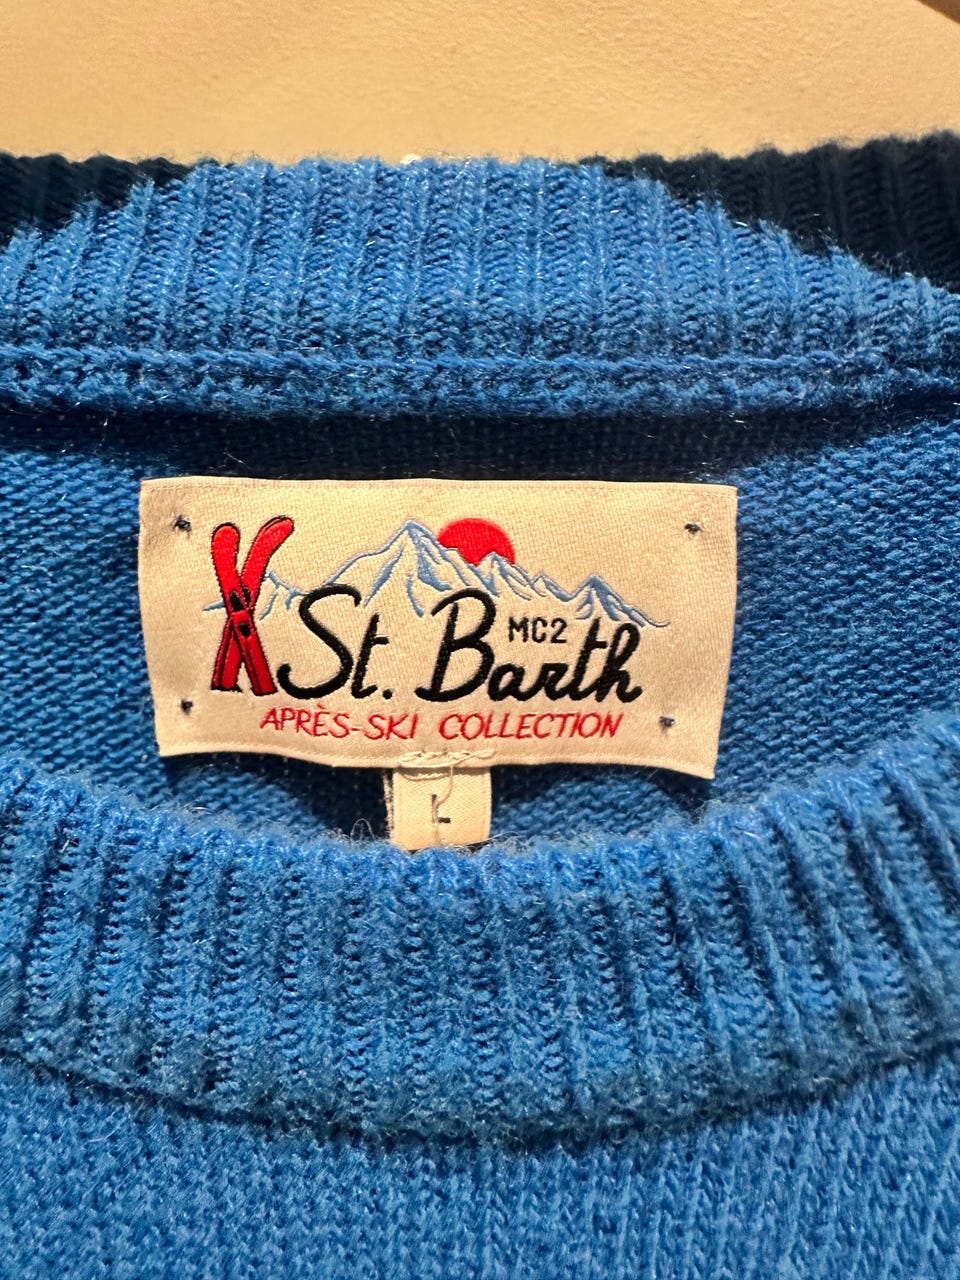 St. Barth
MC2
APRÈS-SKI COLLECTION
L